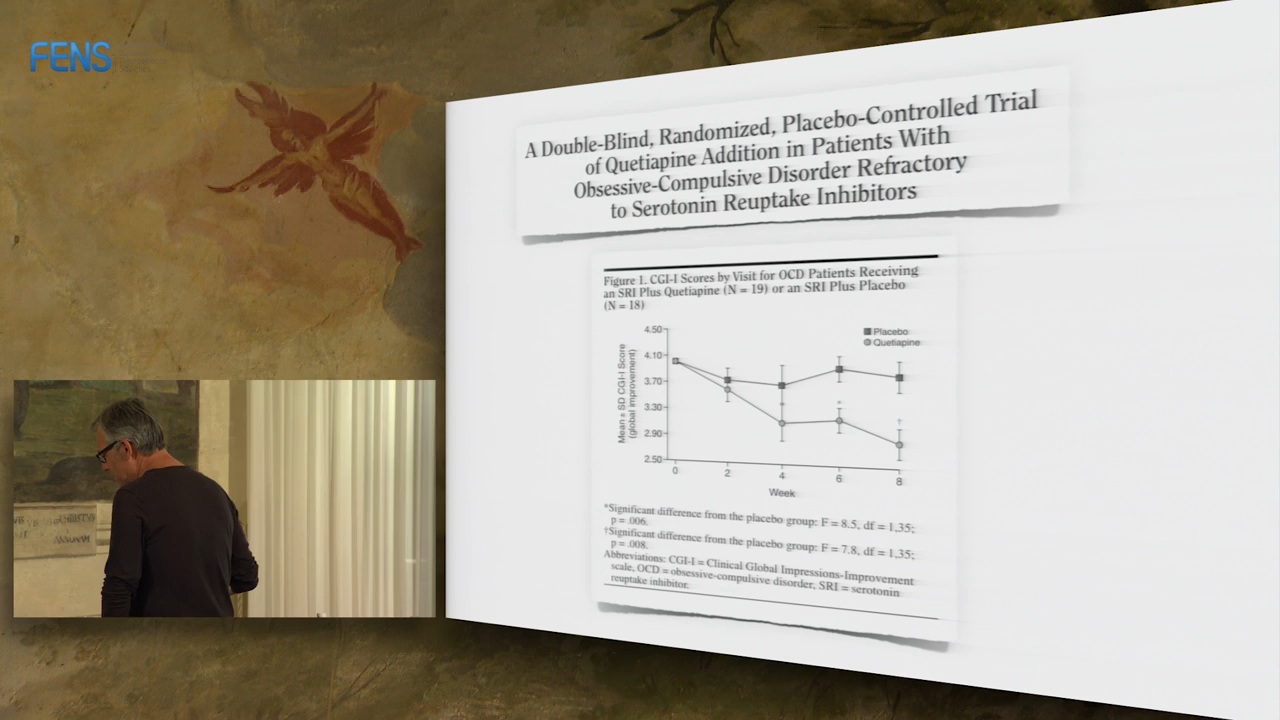 FENS
A Double-Blind, Randomized, Placebo-Controlled Trial
of Quetiapine Addition in Patients With
Obsessive-Compulsive Disorder Refractory
to Serotonin Reuptake Inhibitors
Figure 1. CGI-I Scores by Visit for OCD Patients Receiving
an SRI Plus Quetiapine (N = 19) or an SRI Plus Placebo
(N = 18)
Mean ± SD CGI-I Score
(global improvement)
4.50
4.10
3.70
3.30
2.90
2.50
Placebo
Quetiapine
*
†
0 2 4 6 8
Week
*Significant difference from the placebo group: F = 8.5, df = 1,35;
p = .006.
†Significant difference from the placebo group: F = 7.8, df = 1,35;
p = .008.
Abbreviations: CGI-I = Clinical Global Impressions-Improvement
scale, OCD = obsessive-compulsive disorder, SRI = serotonin
reuptake inhibitor.